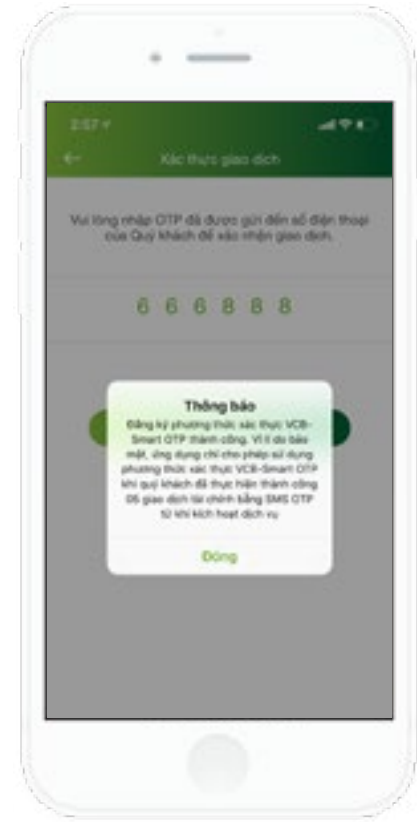 2:57
Xác thực giao dịch
Vui lòng nhập OTP đã được gửi đến số điện thoại
của Quý khách để xác nhận giao dịch.
6 6 6 8 8 8
Thông báo
Đăng ký phương thức xác thực VCB-
Smart OTP thành công. Vì lí do bảo
mật, ứng dụng chỉ cho phép sử dụng
phương thức xác thực VCB-Smart OTP
khi quý khách đã thực hiện thành công
05 giao dịch tài chính bằng SMS OTP
từ khi kích hoạt dịch vụ
Đóng